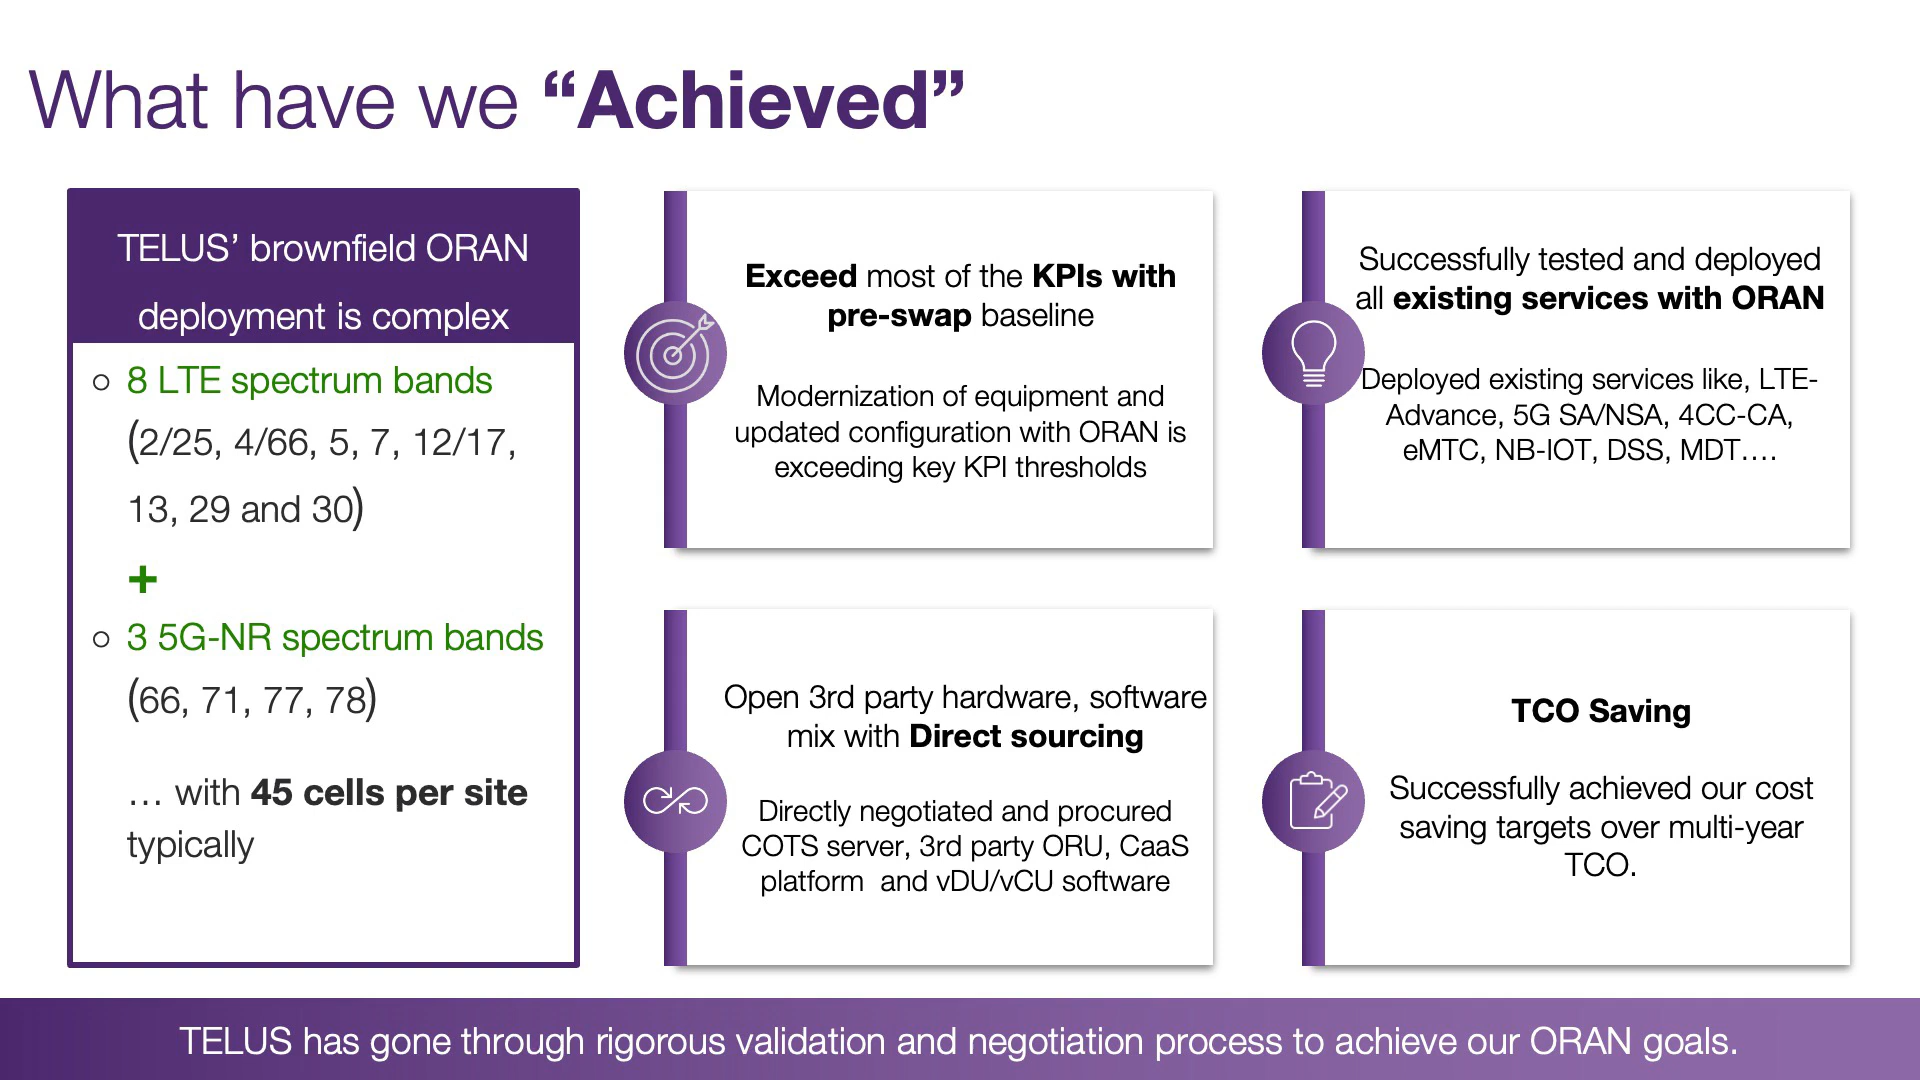 What have we “Achieved”
TELUS’ brownfield ORAN
deployment is complex
○ 8 LTE spectrum bands
(2/25, 4/66, 5, 7, 12/17,
13, 29 and 30)
+
○ 3 5G-NR spectrum bands
(66, 71, 77, 78)
… with 45 cells per site
typically
Exceed most of the KPIs with
pre-swap baseline
Modernization of equipment and
updated configuration with ORAN is
exceeding key KPI thresholds
Successfully tested and deployed
all existing services with ORAN
Deployed existing services like, LTE-
Advance, 5G SA/NSA, 4CC-CA,
eMTC, NB-IOT, DSS, MDT….
Open 3rd party hardware, software
mix with Direct sourcing
Directly negotiated and procured
COTS server, 3rd party ORU, CaaS
platform and vDU/vCU software
TCO Saving
Successfully achieved our cost
saving targets over multi-year
TCO.
TELUS has gone through rigorous validation and negotiation process to achieve our ORAN goals.